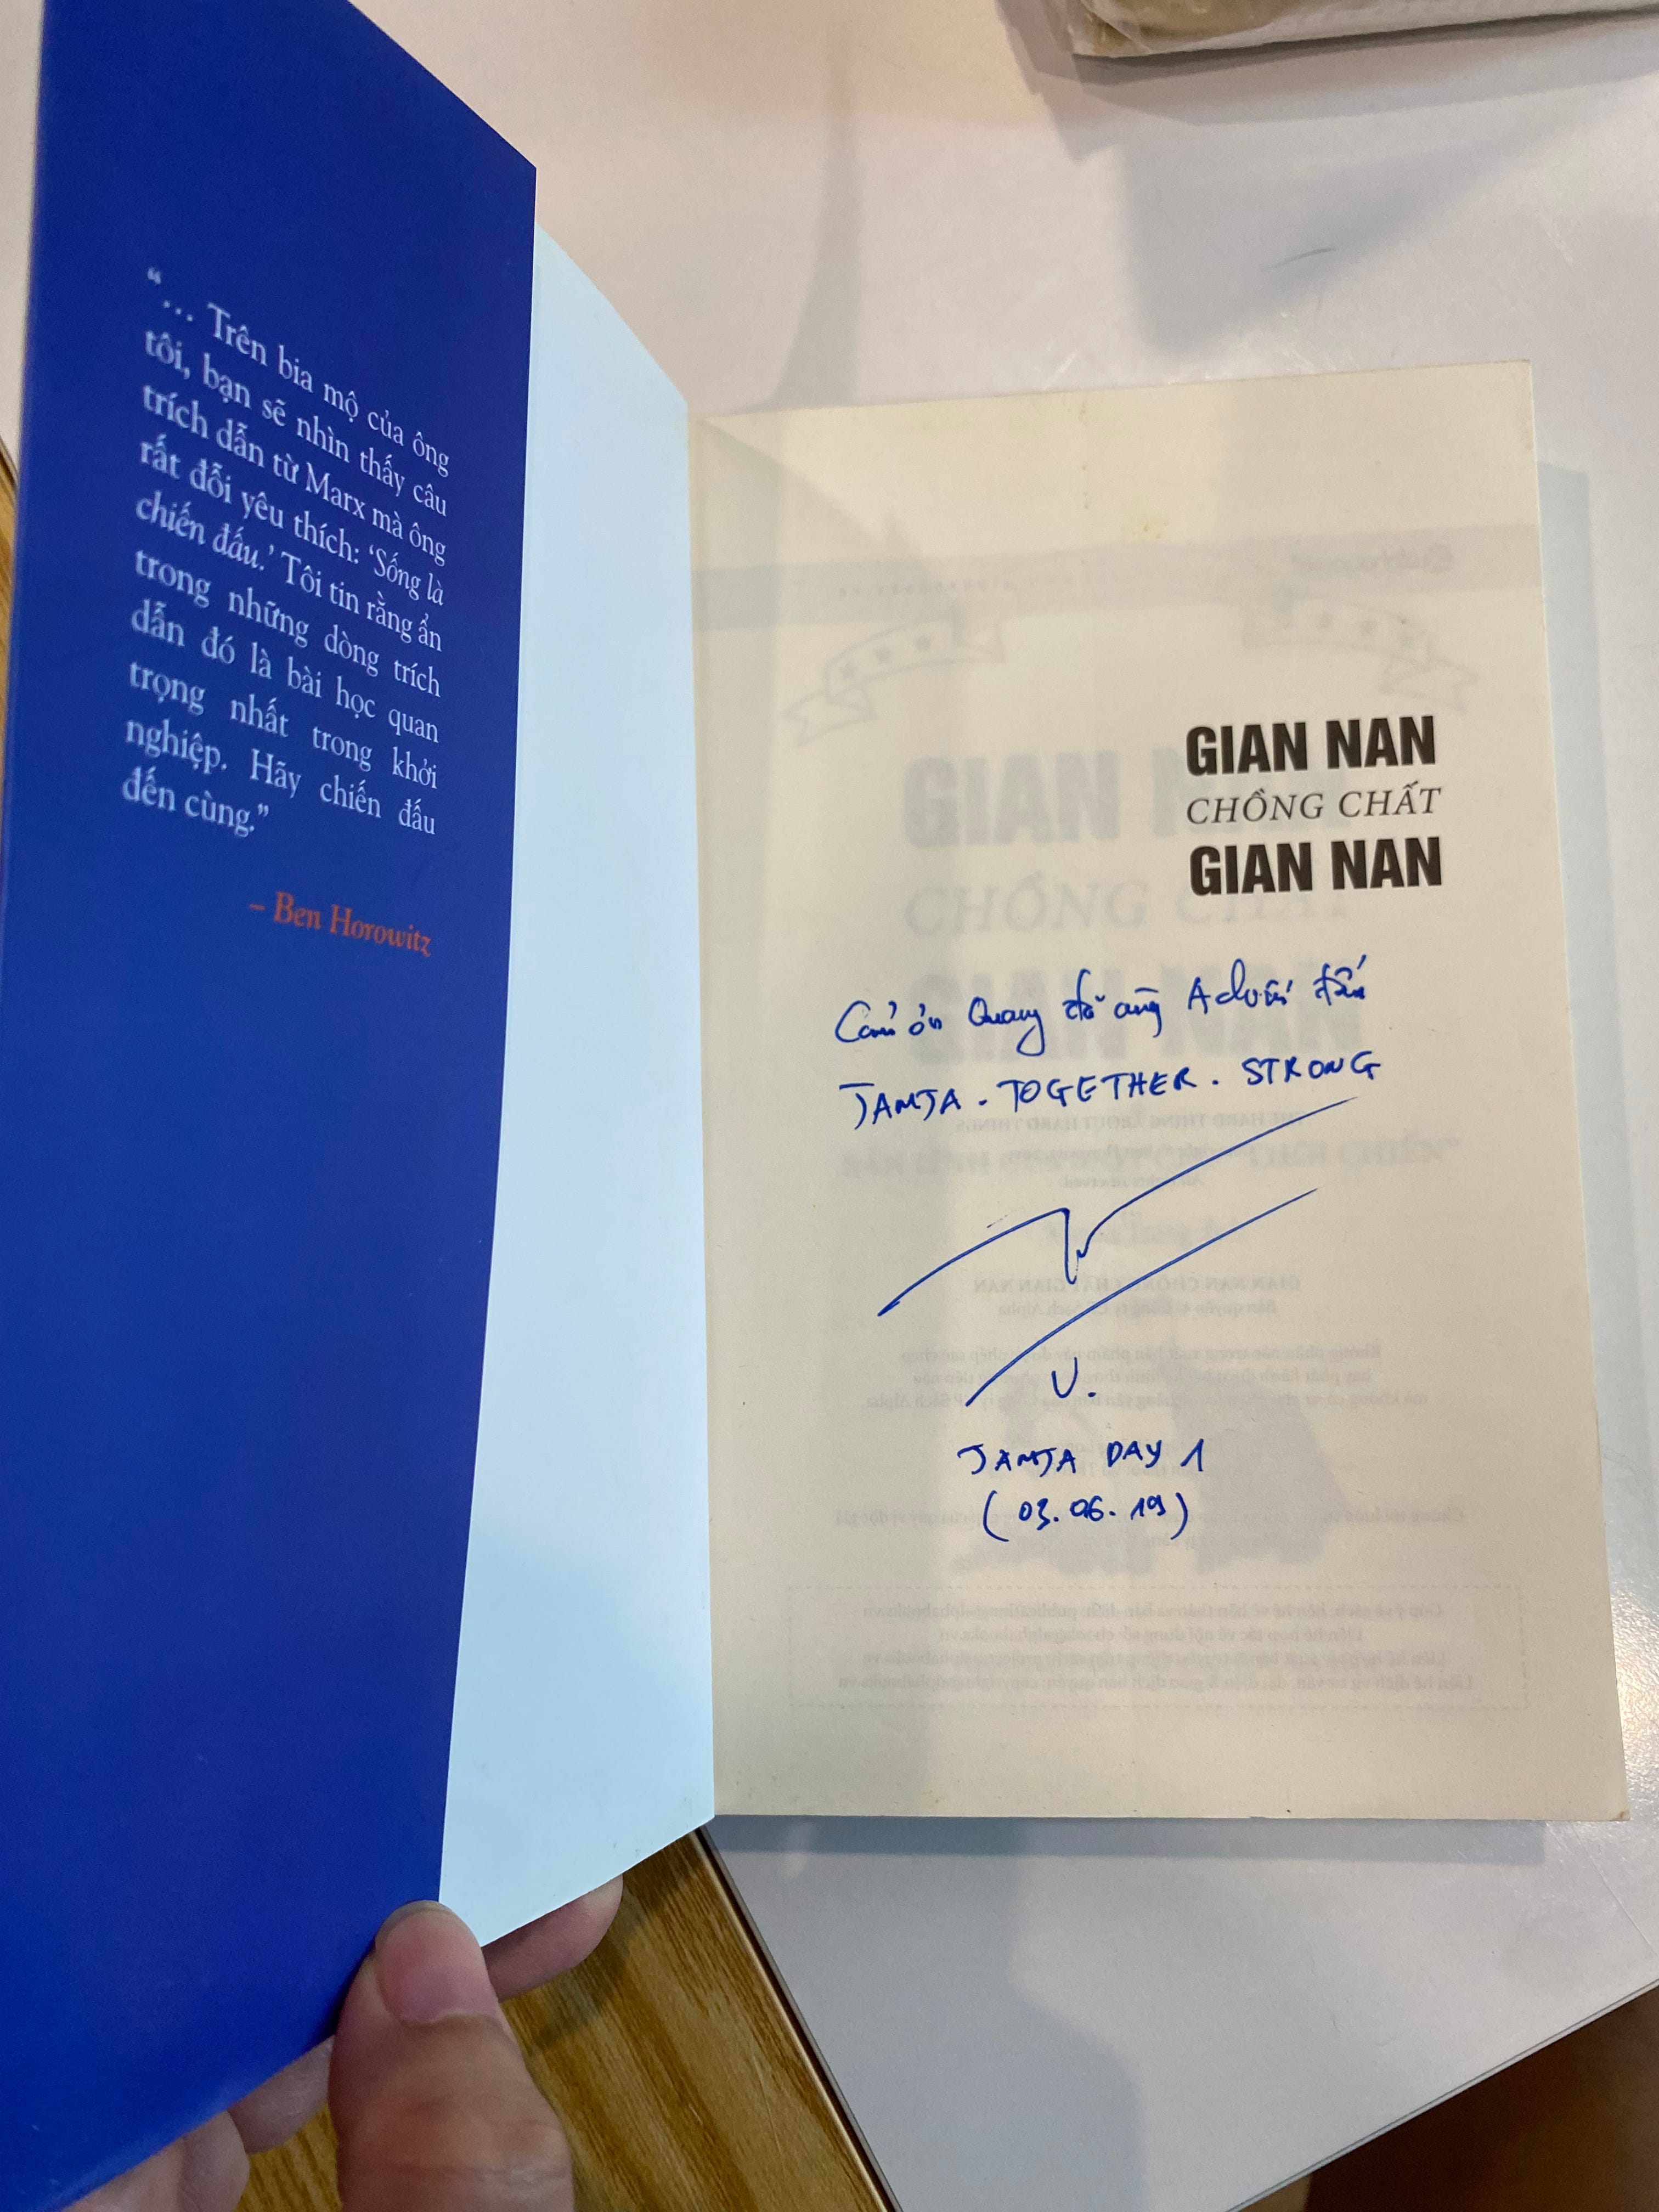 “... Trên bia mộ của ông
tôi, bạn sẽ nhìn thấy câu
trích dẫn từ Marx mà ông
rất đỗi yêu thích: ‘Sống là
chiến đấu.’ Tôi tin rằng ẩn
trong những dòng trích
dẫn đó là bài học quan
trọng nhất trong khởi
nghiệp. Hãy chiến đấu
đến cùng.”
– Ben Horowitz
GIAN NAN
CHỒNG CHẤT
GIAN NAN
Cảm ơn Quang đã cùng
JAMJA - TOGETHER. STRONG
V.
JAMJA DAY 1
(03.06.19)